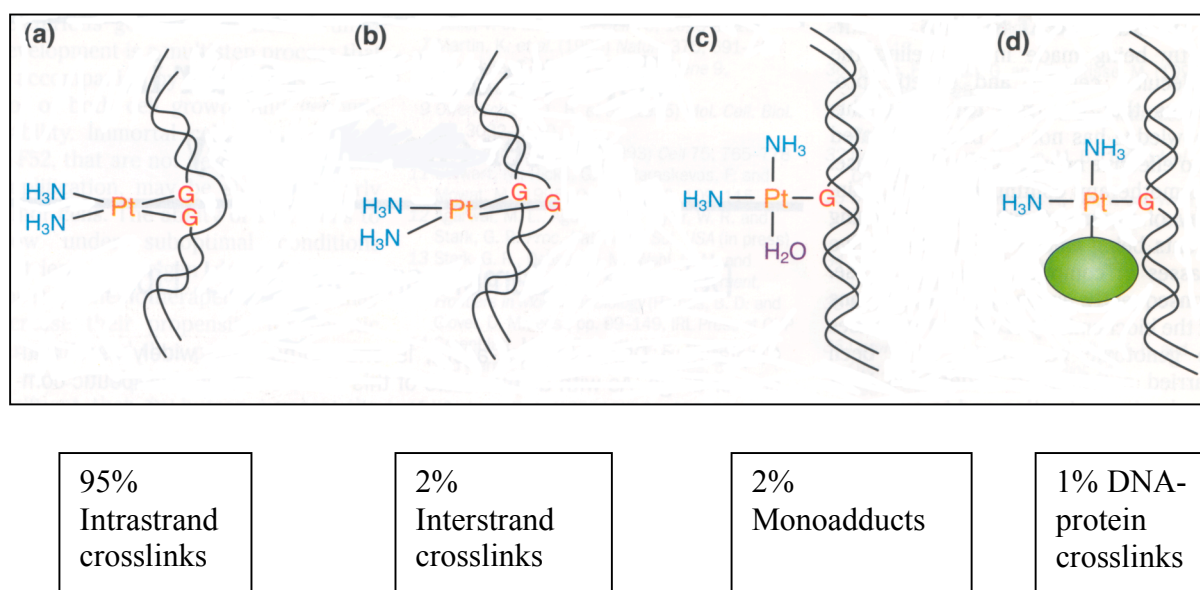 (a)
(b)
(c)
(d)
H₃N
H₃N
Pt
G
G
H₃N
H₃N
Pt
G
G
NH₃
H₃N
Pt
G
H₂O
NH₃
H₃N
Pt
G
95%
Intrastrand
crosslinks
2%
Interstrand
crosslinks
2%
Monoadducts
1% DNA-
protein
crosslinks